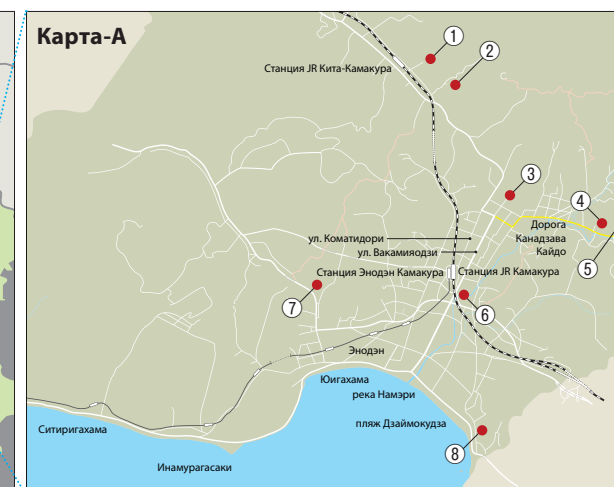 Карта-А
1
2
Станция JR Кита-Камакура
3
4
Дорога
Канадзава
Кайдо
5
ул. Коматидори
ул. Вакамияодзи
Станция Энодэн Камакура
Станция JR Камакура
6
7
Энодэн
Юигахама
река Намэри
пляж Дзаймокудза
8
Ситиригахама
Инамурагасаки